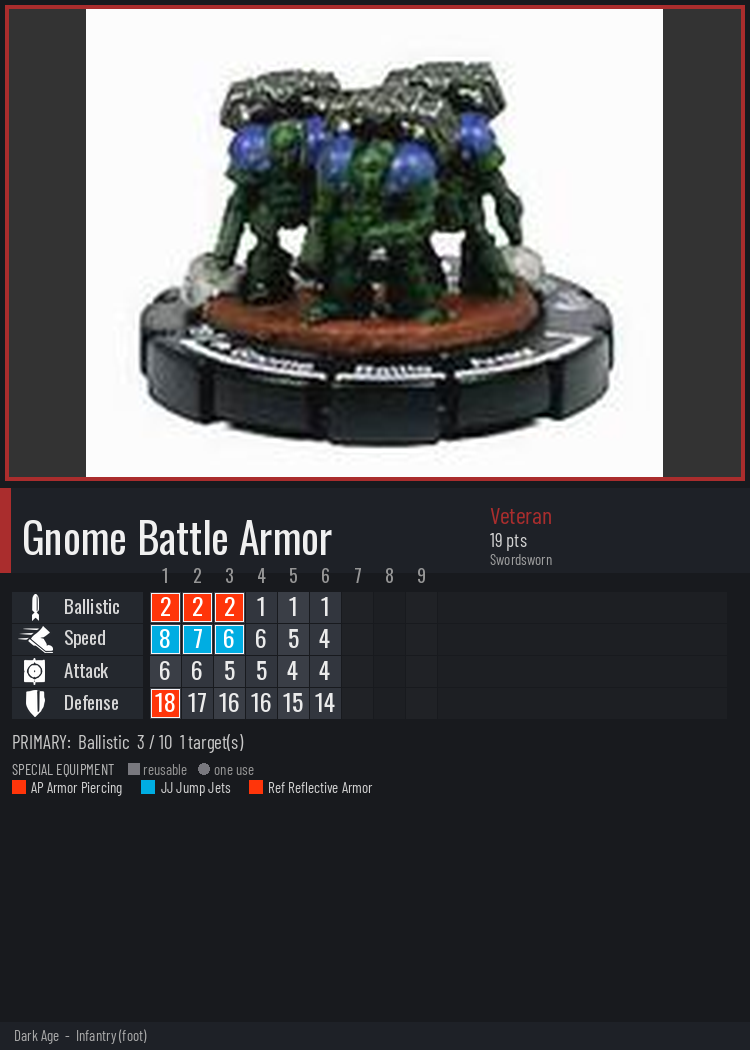 Gnome Battle Armor
Veteran
19 pts
Swordsworn
1 2 3 4 5 6 7 8 9
Ballistic 2 2 2 1 1 1
Speed 8 7 6 6 5 4
Attack 6 6 5 5 4 4
Defense 18 17 16 16 15 14
PRIMARY: Ballistic 3 / 10 1 target(s)
SPECIAL EQUIPMENT reusable one use
AP Armor Piercing JJ Jump Jets Ref Reflective Armor
Dark Age - Infantry (foot)